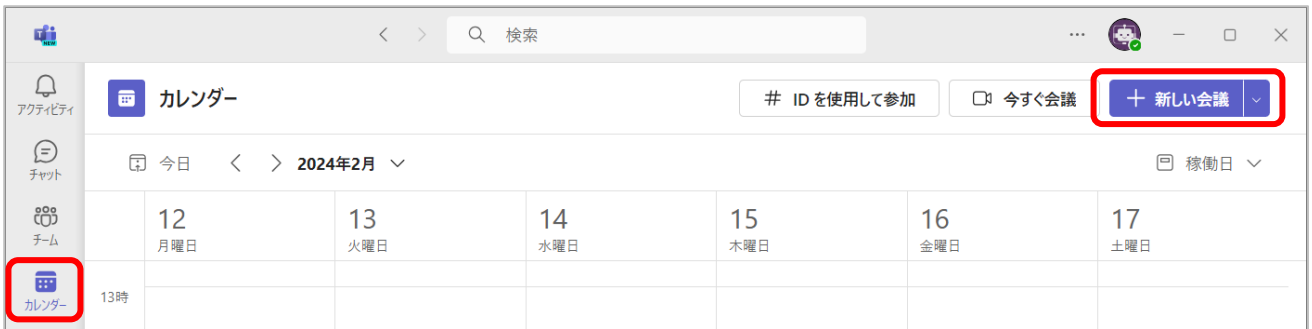 NEW
検索
アクティビティ
カレンダー
# IDを使用して参加
今すぐ会議
+ 新しい会議
チャット
今日
2024年2月
稼働日
チーム
12
13
14
15
16
17
月曜日
火曜日
水曜日
木曜日
金曜日
土曜日
カレンダー
13時